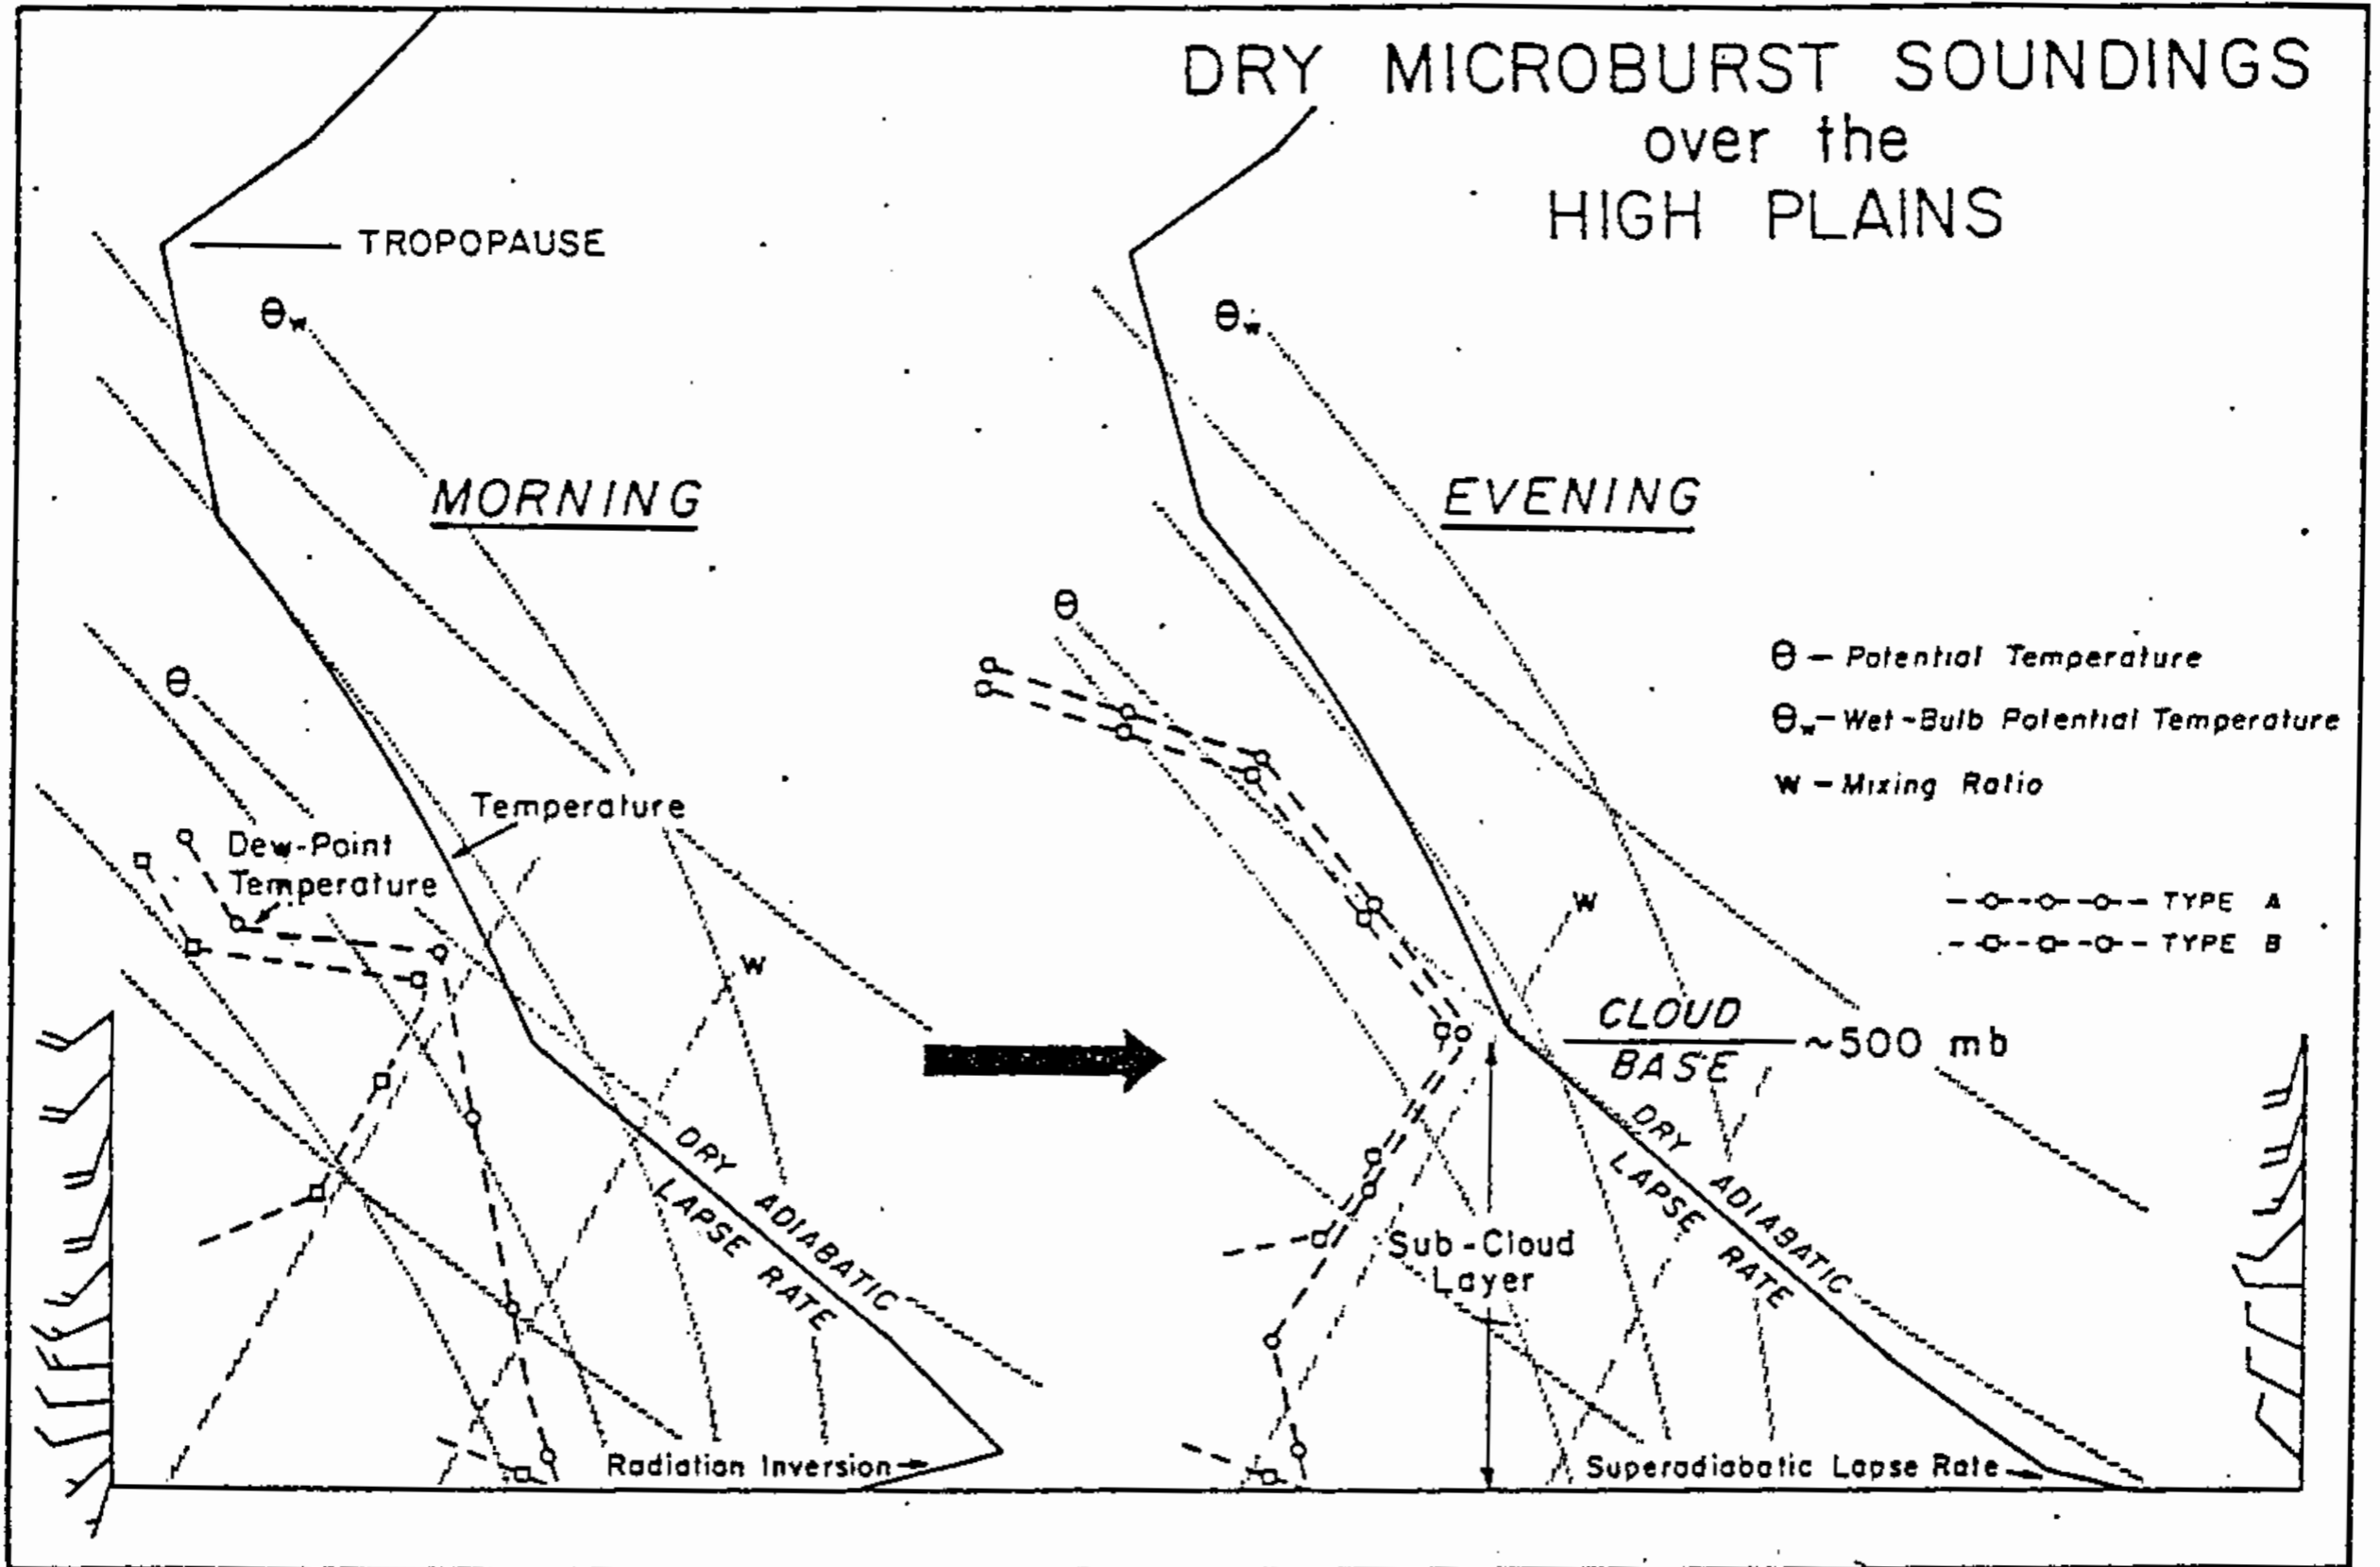 DRY MICROBURST SOUNDINGS
over the
HIGH PLAINS
TROPOPAUSE
θw
θw
MORNING
EVENING
θ
θ
θ – Potential Temperature
θw – Wet-Bulb Potential Temperature
w – Mixing Ratio
Temperature
Dew-Point
Temperature
w
w
TYPE A
TYPE B
CLOUD
BASE
~500 mb
DRY ADIABATIC
LAPSE RATE
DRY ADIABATIC
LAPSE RATE
Sub-Cloud
Layer
Radiation Inversion
Superadiabatic Lapse Rate